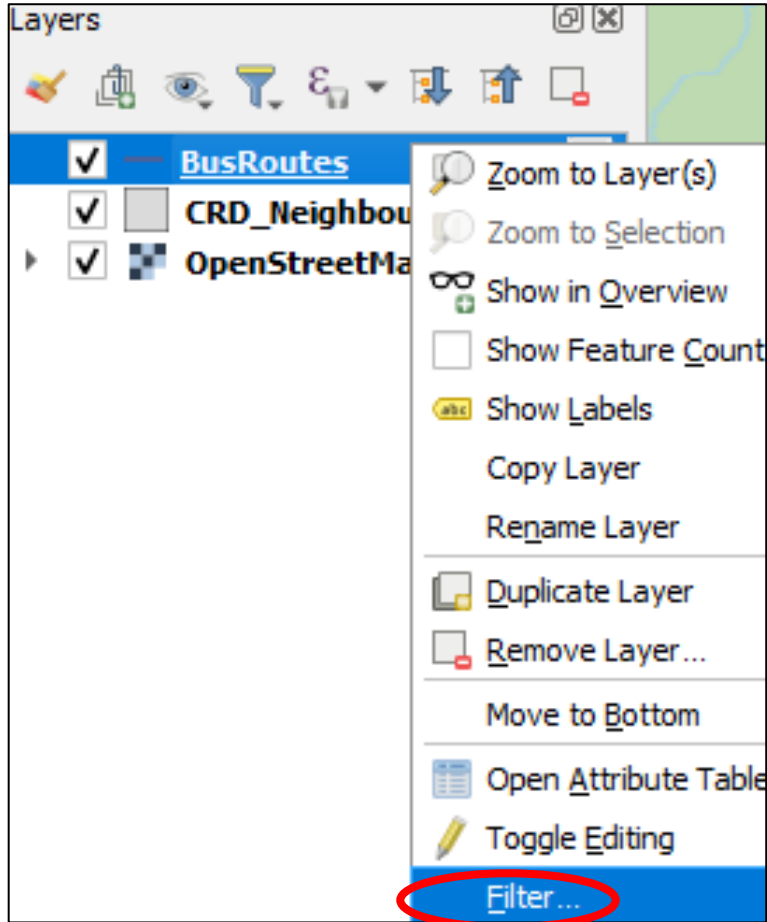 Layers
BusRoutes
CRD_Neighbou
OpenStreetMa
Zoom to Layer(s)
Zoom to Selection
Show in Overview
Show Feature Count
abc Show Labels
Copy Layer
Rename Layer
Duplicate Layer
Remove Layer...
Move to Bottom
Open Attribute Table
Toggle Editing
Filter...